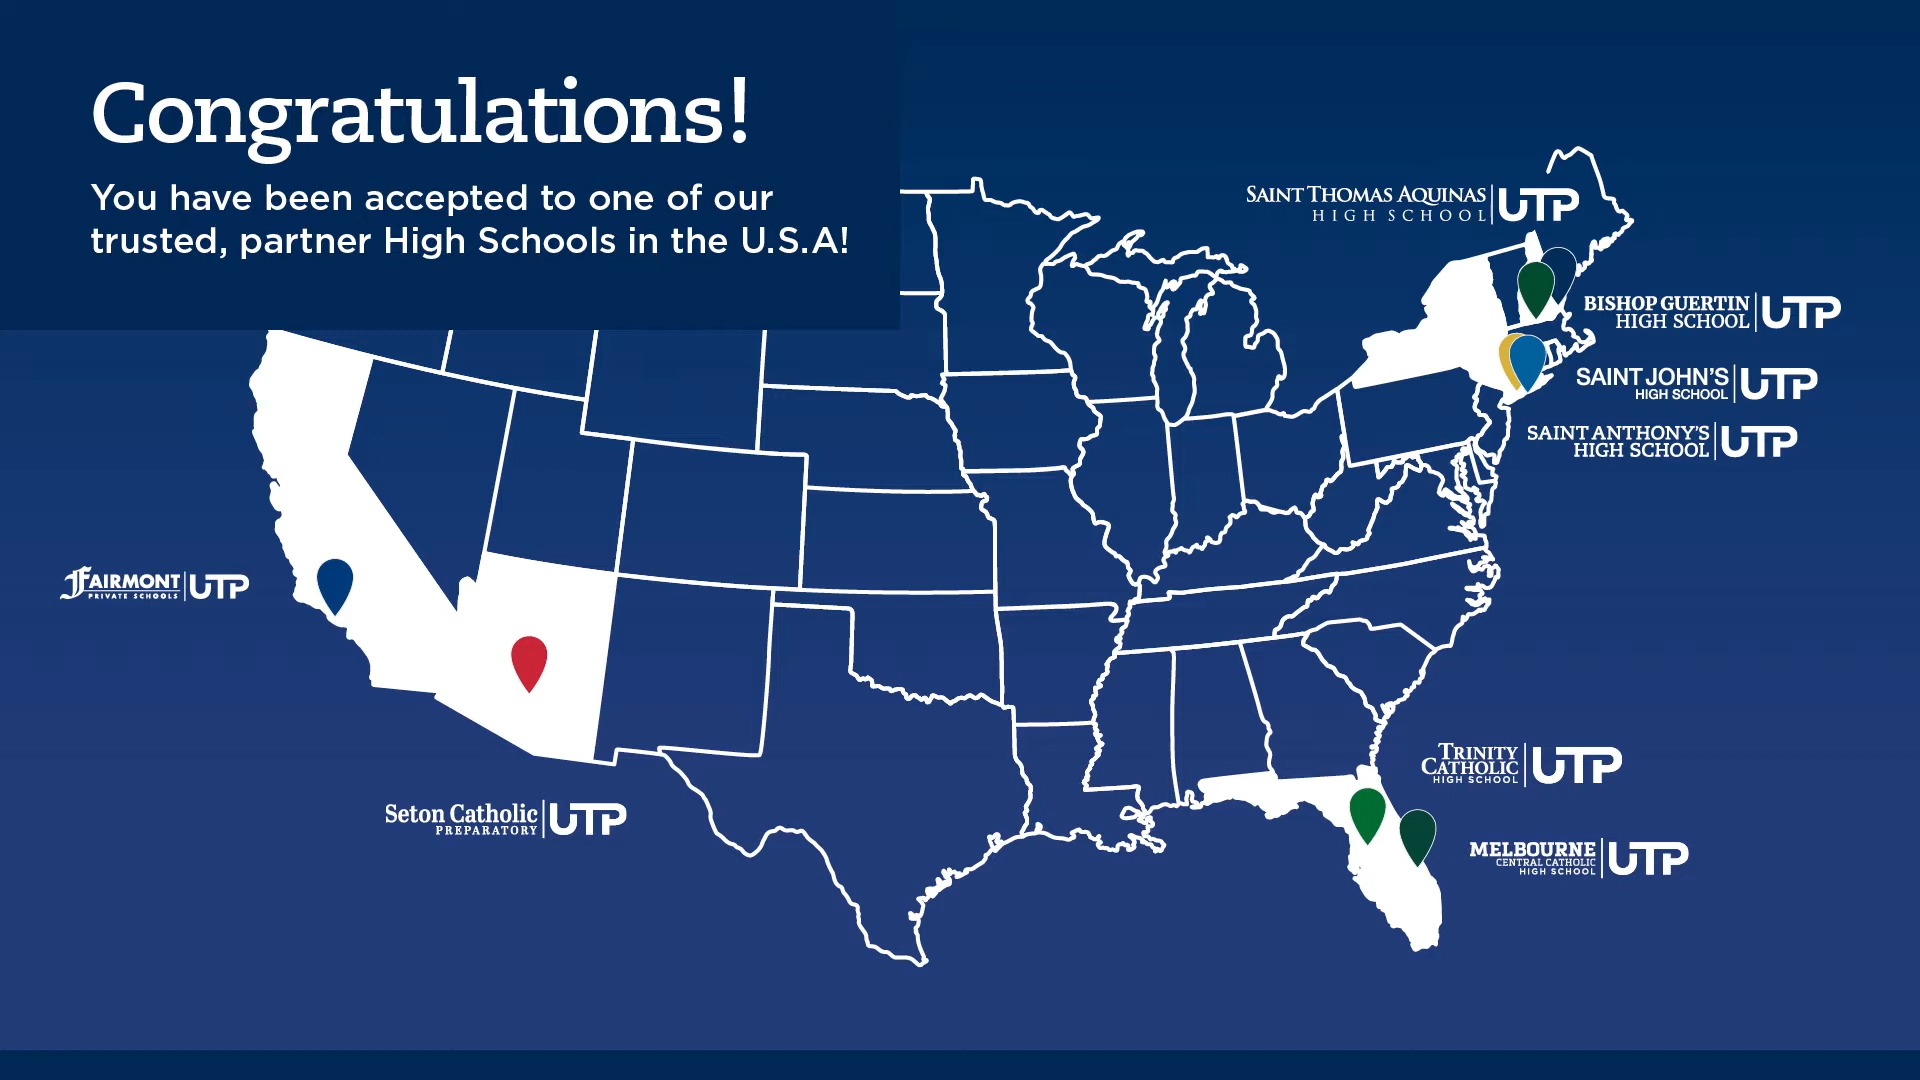 Congratulations!
You have been accepted to one of our
trusted, partner High Schools in the U.S.A!
SAINT THOMAS AQUINAS
HIGH SCHOOL
UTP
BISHOP GUERTIN
HIGH SCHOOL
UTP
SAINT JOHN'S
HIGH SCHOOL
UTP
SAINT ANTHONY'S
HIGH SCHOOL
UTP
FAIRMONT
PRIVATE SCHOOLS
UTP
Seton Catholic
PREPARATORY
UTP
TRINITY
CATHOLIC
HIGH SCHOOL
UTP
MELBOURNE
CENTRAL CATHOLIC
HIGH SCHOOL
UTP